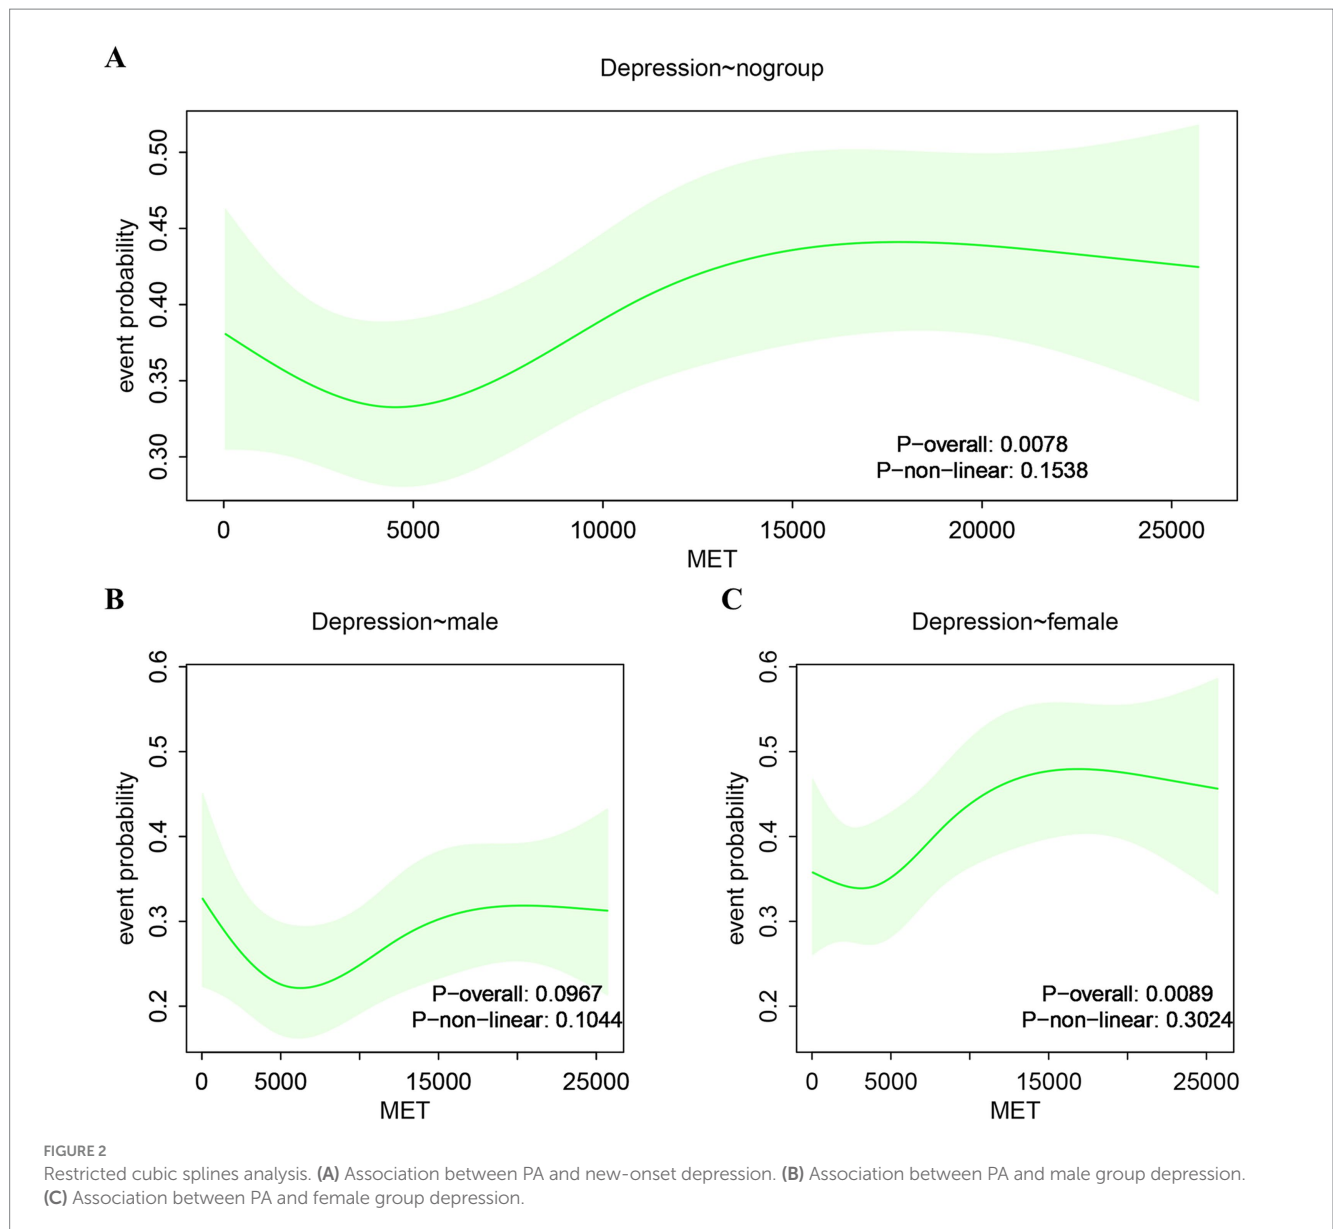 A
Depression~nogroup
event probability
0.50
0.45
0.40
0.35
0.30
P-overall: 0.0078
P-non-linear: 0.1538
0 5000 10000 15000 20000 25000
MET
B
Depression~male
event probability
0.6
0.5
0.4
0.3
0.2
P-overall: 0.0967
P-non-linear: 0.1044
0 5000 15000 25000
MET
C
Depression~female
event probability
0.6
0.5
0.4
0.3
0.2
P-overall: 0.0089
P-non-linear: 0.3024
0 5000 15000 25000
MET
FIGURE 2
Restricted cubic splines analysis. (A) Association between PA and new-onset depression. (B) Association between PA and male group depression.
(C) Association between PA and female group depression.